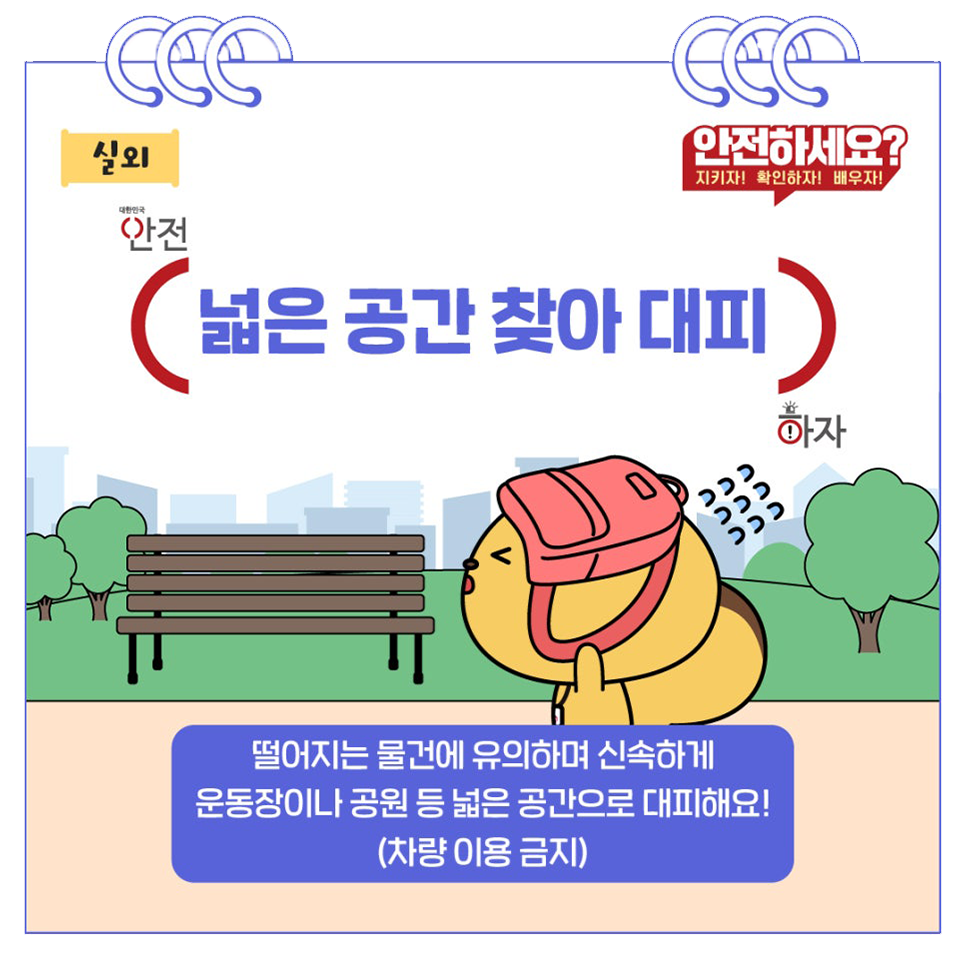 실외
안전하세요?
지키자! 확인하자! 배우자!
대한민국
안전
넓은 공간 찾아 대피
하자
떨어지는 물건에 유의하며 신속하게
운동장이나 공원 등 넓은 공간으로 대피해요!
(차량 이용 금지)